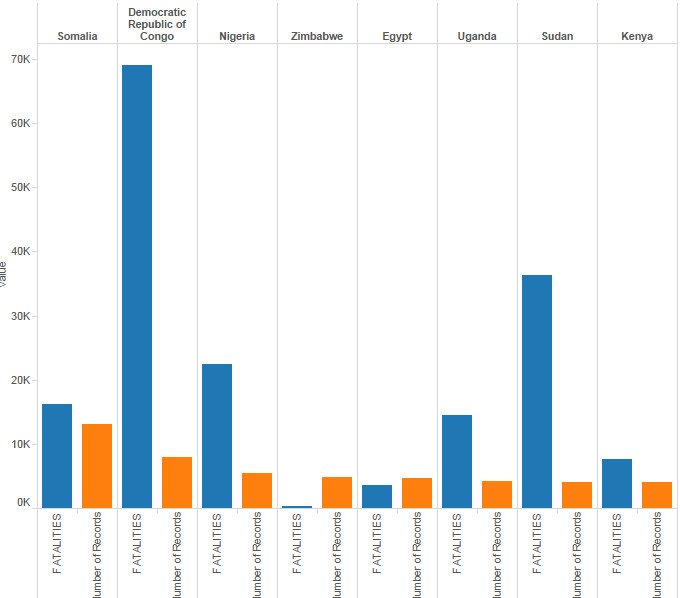 Somalia
Democratic
Republic of
Congo
Nigeria
Zimbabwe
Egypt
Uganda
Sudan
Kenya
70K
60K
50K
40K
30K
20K
10K
0K
Value
FATALITIES
umber of Records
FATALITIES
umber of Records
FATALITIES
umber of Records
FATALITIES
umber of Records
FATALITIES
umber of Records
FATALITIES
umber of Records
FATALITIES
umber of Records
FATALITIES
umber of Records